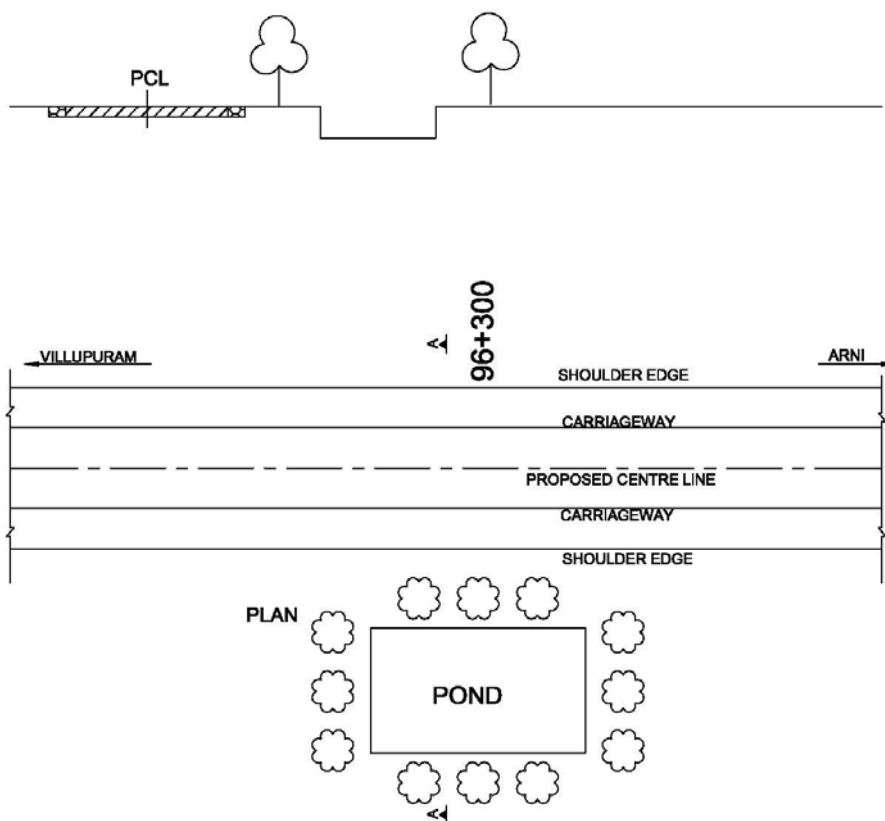 PCL
A
96+300
VILLUPURAM
ARNI
SHOULDER EDGE
CARRIAGEWAY
PROPOSED CENTRE LINE
CARRIAGEWAY
SHOULDER EDGE
PLAN
POND
A